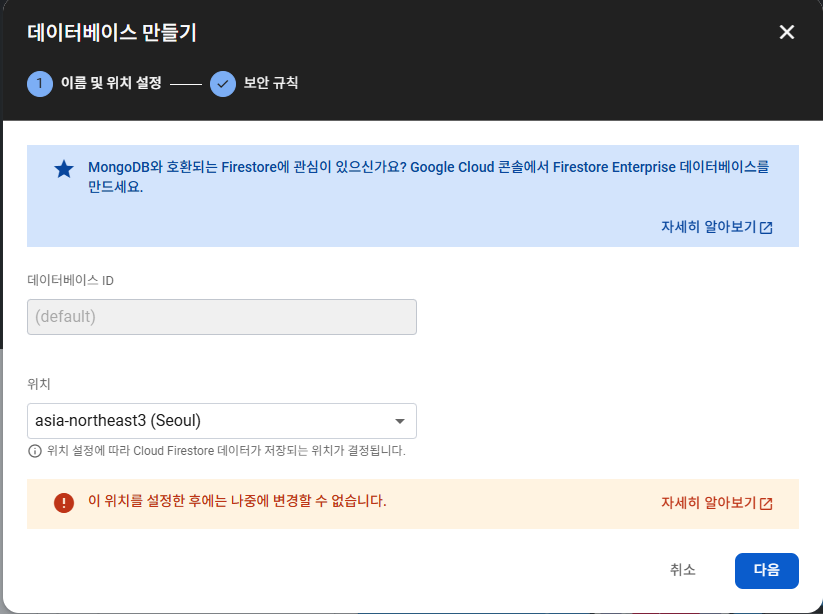 데이터베이스 만들기
1 이름 및 위치 설정 보안 규칙
MongoDB와 호환되는 Firestore에 관심이 있으신가요? Google Cloud 콘솔에서 Firestore Enterprise 데이터베이스를
만드세요.
자세히 알아보기
데이터베이스 ID
(default)
위치
asia-northeast3 (Seoul)
위치 설정에 따라 Cloud Firestore 데이터가 저장되는 위치가 결정됩니다.
이 위치를 설정한 후에는 나중에 변경할 수 없습니다. 자세히 알아보기
취소 다음